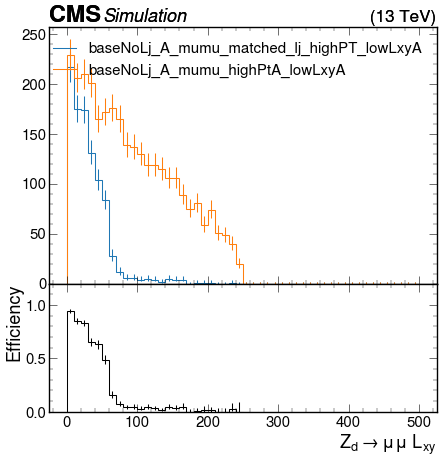 CMS Simulation (13 TeV)
250
baseNoLj_A_mumu_matched_lj_highPT_lowLxyA
baseNoLj_A_mumu_highPtA_lowLxyA
200
150
100
50
0
Efficiency
1.0
0.5
0.0
0 100 200 300 400 500
Z_d → μ μ L_xy